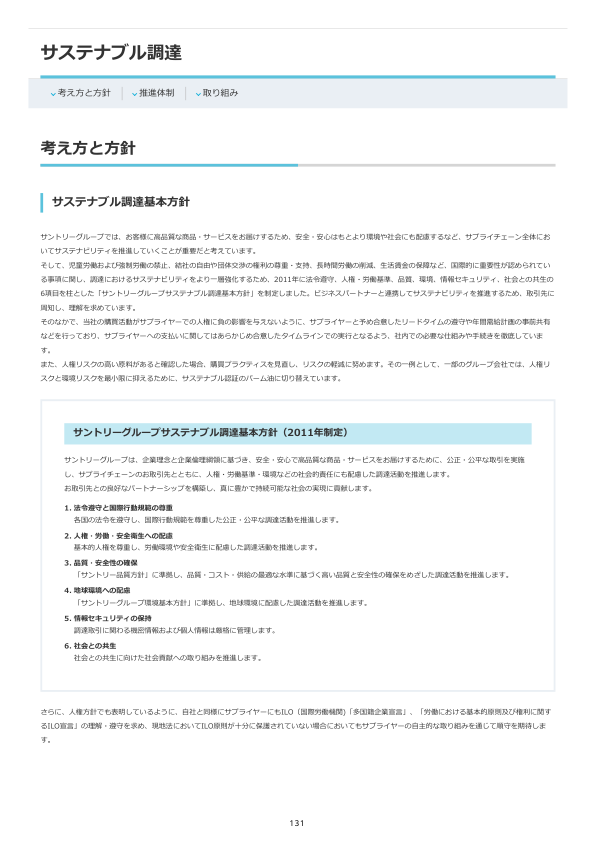 サステナブル調達
考え方と方針
推進体制
取り組み
考え方と方針
サステナブル調達基本方針
サントリーグループでは、お客様に高品質な商品・サービスをお届けするため、安全・安心はもとより環境や社会にも配慮するなど、サプライチェーン全体にお
いてサステナビリティを推進していくことが重要だと考えています。
そして、児童労働および強制労働の禁止、結社の自由や団体交渉の権利の尊重・支持、長時間労働の削減、生活賃金の保障など、国際的に重要性が認められてい
る事項に関し、調達におけるサステナビリティをより一層強化するため、2011年に法令遵守、人権・労働基準、品質、環境、情報セキュリティ、社会との共生の
6項目を柱とした「サントリーグループサステナブル調達基本方針」を制定しました。ビジネスパートナーと連携してサステナビリティを推進するため、取引先に
周知し、理解を求めています。
そのなかで、当社の購買活動がサプライヤーでの人権に負の影響を与えないように、サプライヤーと予め合意したリードタイムの遵守や年間需給計画の事前共有
などを行っており、サプライヤーへの支払いに関してはあらかじめ合意したタイムラインでの実行となるよう、社内での必要な仕組みや手続きを徹底していま
す。
また、人権リスクの高い原料があると確認した場合、購買プラクティスを見直し、リスクの軽減に努めます。その一例として、一部のグループ会社では、人権リ
スクと環境リスクを最小限に抑えるために、サステナブル認証のパーム油に切り替えています。
サントリーグループサステナブル調達基本方針（2011年制定）
サントリーグループは、企業理念と企業倫理綱領に基づき、安全・安心で高品質な商品・サービスをお届けするために、公正・公平な取引を実施
し、サプライチェーンのお取引先とともに、人権・労働基準・環境などの社会的責任にも配慮した調達活動を推進します。
お取引先との良好なパートナーシップを構築し、真に豊かで持続可能な社会の実現に貢献します。
1. 法令遵守と国際行動規範の尊重
各国の法令を遵守し、国際行動規範を尊重した公正・公平な調達活動を推進します。
2. 人権・労働・安全衛生への配慮
基本的人権を尊重し、労働環境や安全衛生に配慮した調達活動を推進します。
3. 品質・安全性の確保
「サントリー品質方針」に準拠し、品質・コスト・供給の最適な水準に基づく高い品質と安全性の確保をめざした調達活動を推進します。
4. 地球環境への配慮
「サントリーグループ環境基本方針」に準拠し、地球環境に配慮した調達活動を推進します。
5. 情報セキュリティの保持
調達取引に関わる機密情報および個人情報は厳格に管理します。
6. 社会との共生
社会との共生に向けた社会貢献への取り組みを推進します。
さらに、人権方針でも表明しているように、自社と同様にサプライヤーにもILO（国際労働機関)「多国籍企業宣言」、「労働における基本的原則及び権利に関す
るILO宣言」の理解・遵守を求め、現地法においてILO原則が十分に保護されていない場合においてもサプライヤーの自主的な取り組みを通じて順守を期待しま
す。
131